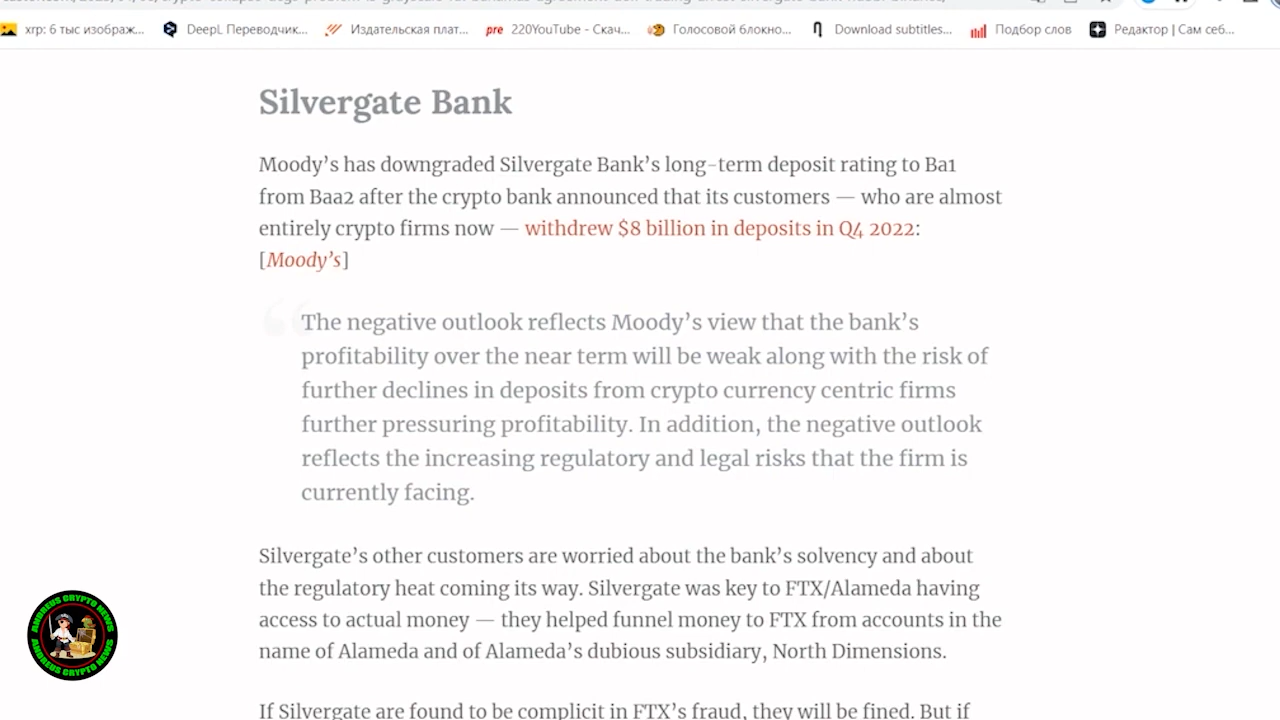 xrp: 6 тыс изображ...
DeepL Переводчик...
Издательская плат...
pre 220YouTube - Скач...
Голосовой блокно...
Download subtitles...
Подбор слов
Редактор | Сам себ...
Silvergate Bank
Moody’s has downgraded Silvergate Bank’s long-term deposit rating to Ba1
from Baa2 after the crypto bank announced that its customers — who are almost
entirely crypto firms now — withdrew $8 billion in deposits in Q4 2022:
[Moody’s]
“
The negative outlook reflects Moody’s view that the bank’s
profitability over the near term will be weak along with the risk of
further declines in deposits from crypto currency centric firms
further pressuring profitability. In addition, the negative outlook
reflects the increasing regulatory and legal risks that the firm is
currently facing.
Silvergate’s other customers are worried about the bank’s solvency and about
the regulatory heat coming its way. Silvergate was key to FTX/Alameda having
access to actual money — they helped funnel money to FTX from accounts in the
name of Alameda and of Alameda’s dubious subsidiary, North Dimensions.
If Silvergate are found to be complicit in FTX’s fraud, they will be fined. But if
ANDREUS CRYPTO NEWS
ANDREUS CRYPTO NEWS